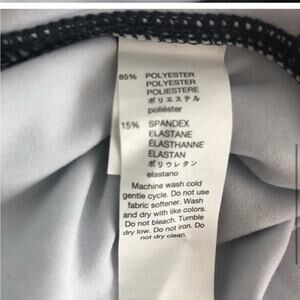 85% POLYESTER
POLYESTER
POLIESTERE
ポリエステル
poliéster
15% SPANDEX
ELASTANE
ÉLASTHANNE
ELASTAN
ポリウレタン
elastano
Machine wash cold
gentle cycle. Do not use
fabric softener. Wash
and dry with like colors.
Do not bleach. Tumble
dry low. Do not iron. Do
not dry clean.